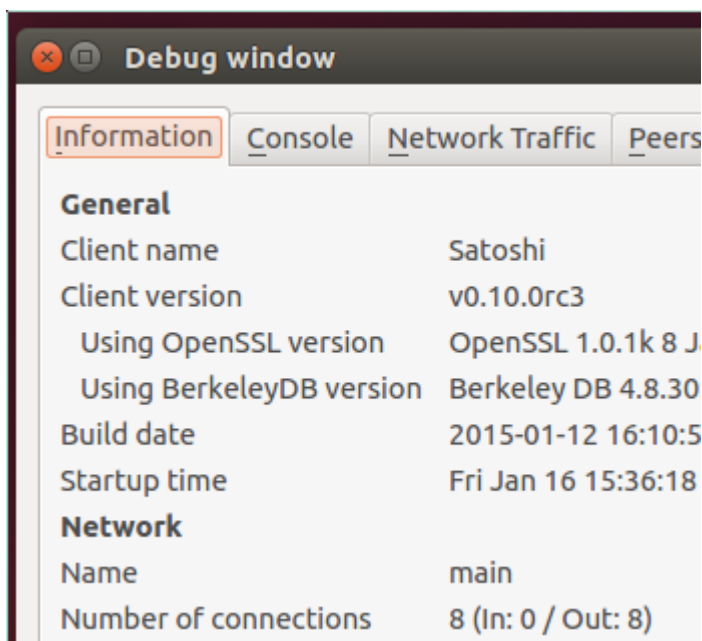 Debug window
Information Console Network Traffic Peers
General
Client name Satoshi
Client version v0.10.0rc3
Using OpenSSL version OpenSSL 1.0.1k 8 J
Using BerkeleyDB version Berkeley DB 4.8.30
Build date 2015-01-12 16:10:5
Startup time Fri Jan 16 15:36:18
Network
Name main
Number of connections 8 (In: 0 / Out: 8)